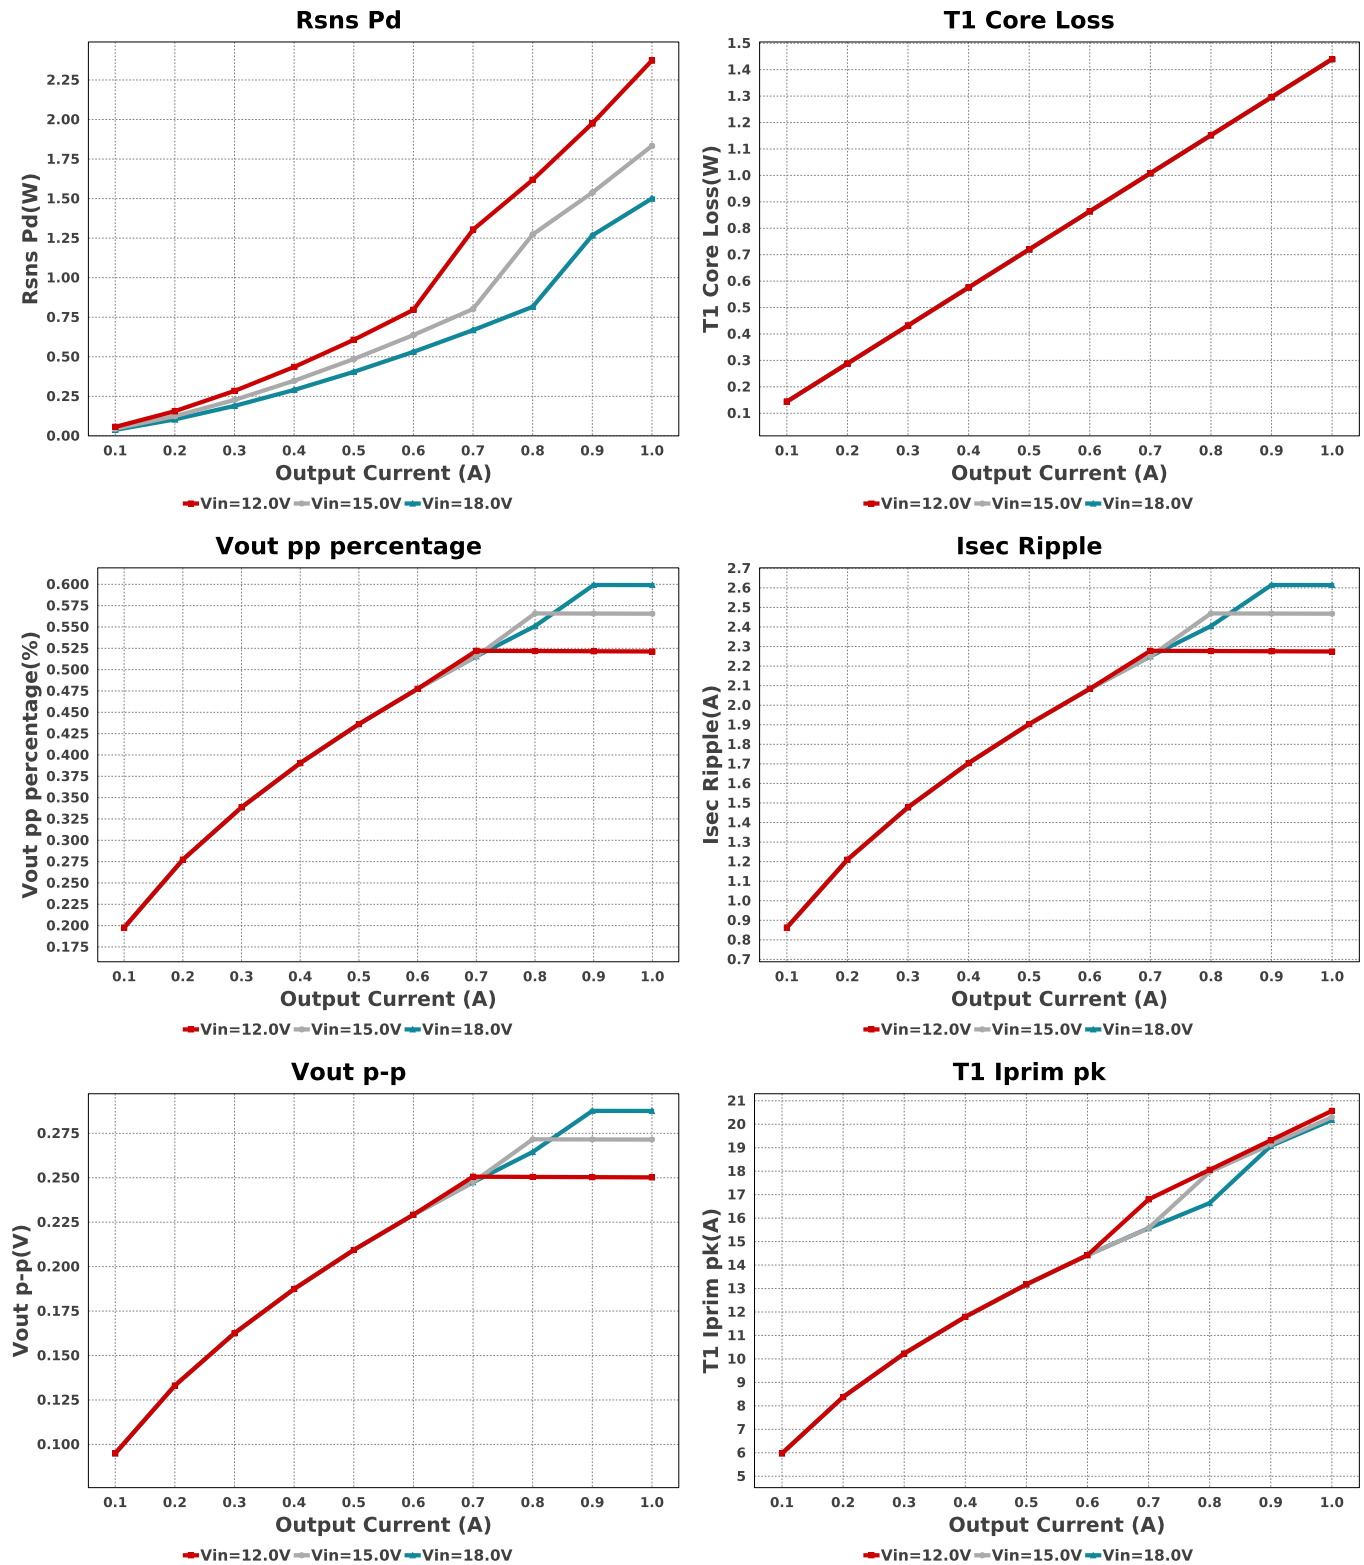 Rsns Pd
Rsns Pd(W)
2.25
2.00
1.75
1.50
1.25
1.00
0.75
0.50
0.25
0.00
0.1 0.2 0.3 0.4 0.5 0.6 0.7 0.8 0.9 1.0
Output Current (A)
Vin=12.0V Vin=15.0V Vin=18.0V
T1 Core Loss
T1 Core Loss(W)
1.5
1.4
1.3
1.2
1.1
1.0
0.9
0.8
0.7
0.6
0.5
0.4
0.3
0.2
0.1
0.1 0.2 0.3 0.4 0.5 0.6 0.7 0.8 0.9 1.0
Output Current (A)
Vin=12.0V Vin=15.0V Vin=18.0V
Vout pp percentage
Vout pp percentage(%)
0.600
0.575
0.550
0.525
0.500
0.475
0.450
0.425
0.400
0.375
0.350
0.325
0.300
0.275
0.250
0.225
0.200
0.175
0.1 0.2 0.3 0.4 0.5 0.6 0.7 0.8 0.9 1.0
Output Current (A)
Vin=12.0V Vin=15.0V Vin=18.0V
Isec Ripple
Isec Ripple(A)
2.7
2.6
2.5
2.4
2.3
2.2
2.1
2.0
1.9
1.8
1.7
1.6
1.5
1.4
1.3
1.2
1.1
1.0
0.9
0.8
0.7
0.1 0.2 0.3 0.4 0.5 0.6 0.7 0.8 0.9 1.0
Output Current (A)
Vin=12.0V Vin=15.0V Vin=18.0V
Vout p-p
Vout p-p(V)
0.275
0.250
0.225
0.200
0.175
0.150
0.125
0.100
0.1 0.2 0.3 0.4 0.5 0.6 0.7 0.8 0.9 1.0
Output Current (A)
Vin=12.0V Vin=15.0V Vin=18.0V
T1 Iprim pk
T1 Iprim pk(A)
21
20
19
18
17
16
15
14
13
12
11
10
9
8
7
6
5
0.1 0.2 0.3 0.4 0.5 0.6 0.7 0.8 0.9 1.0
Output Current (A)
Vin=12.0V Vin=15.0V Vin=18.0V